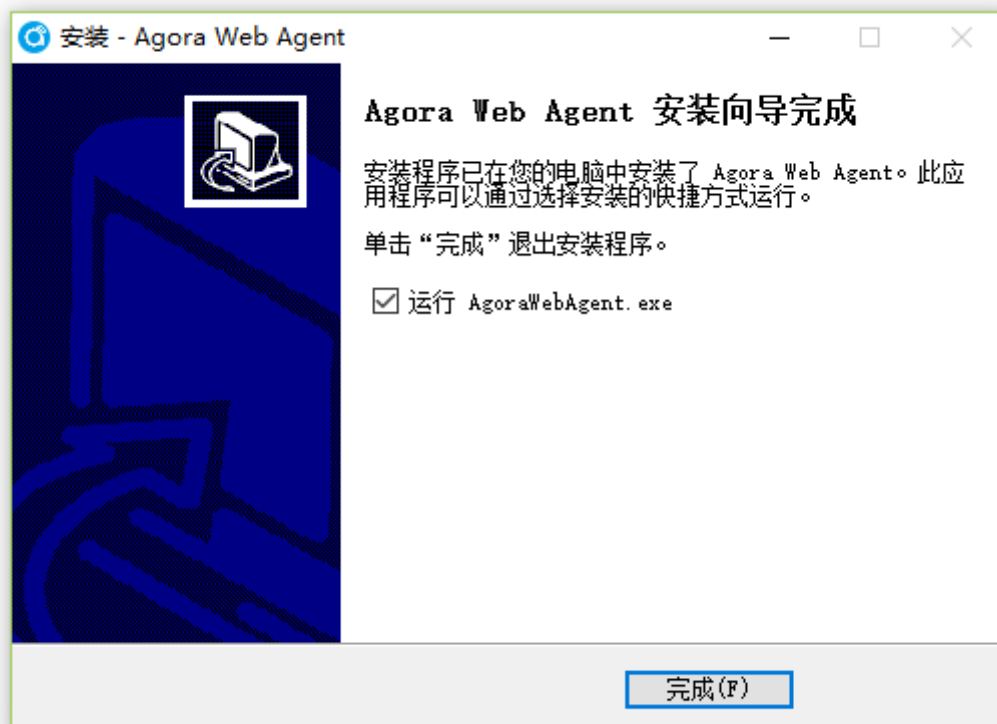 安装 - Agora Web Agent
Agora Web Agent 安装向导完成
安装程序已在您的电脑中安装了 Agora Web Agent。此应
用程序可以通过选择安装的快捷方式运行。
单击“完成”退出安装程序。
运行 AgoraWebAgent.exe
完成(F)